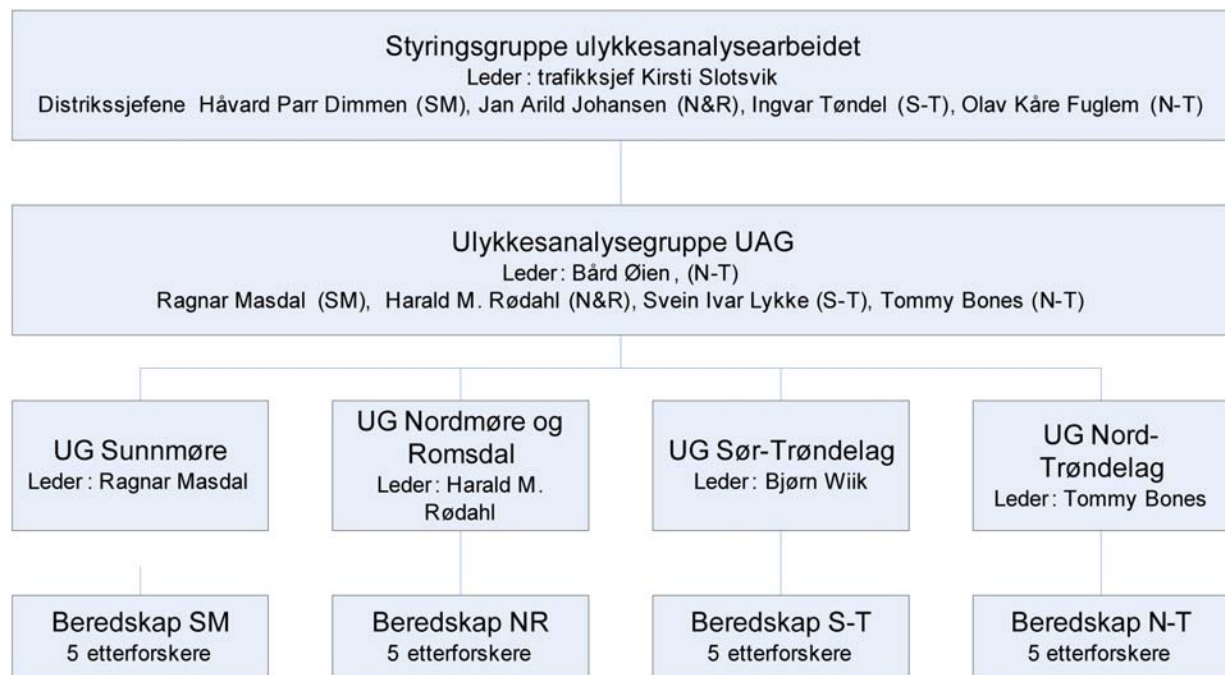 Styringsgruppe ulykkesanalysearbeidet
Leder: trafikksjef Kirsti Slotsvik
Distrikssjefene Håvard Parr Dimmen (SM), Jan Arild Johansen (N&R), Ingvar Tøndel (S-T), Olav Kåre Fuglem (N-T)
Ulykkesanalysegruppe UAG
Leder: Bård Øien, (N-T)
Ragnar Masdal (SM), Harald M. Rødahl (N&R), Svein Ivar Lykke (S-T), Tommy Bones (N-T)
UG Sunnmøre
Leder: Ragnar Masdal
UG Nordmøre og
Romsdal
Leder: Harald M.
Rødahl
UG Sør-Trøndelag
Leder: Bjørn Wiik
UG Nord-
Trøndelag
Leder: Tommy Bones
Beredskap SM
5 etterforskere
Beredskap NR
5 etterforskere
Beredskap S-T
5 etterforskere
Beredskap N-T
5 etterforskere